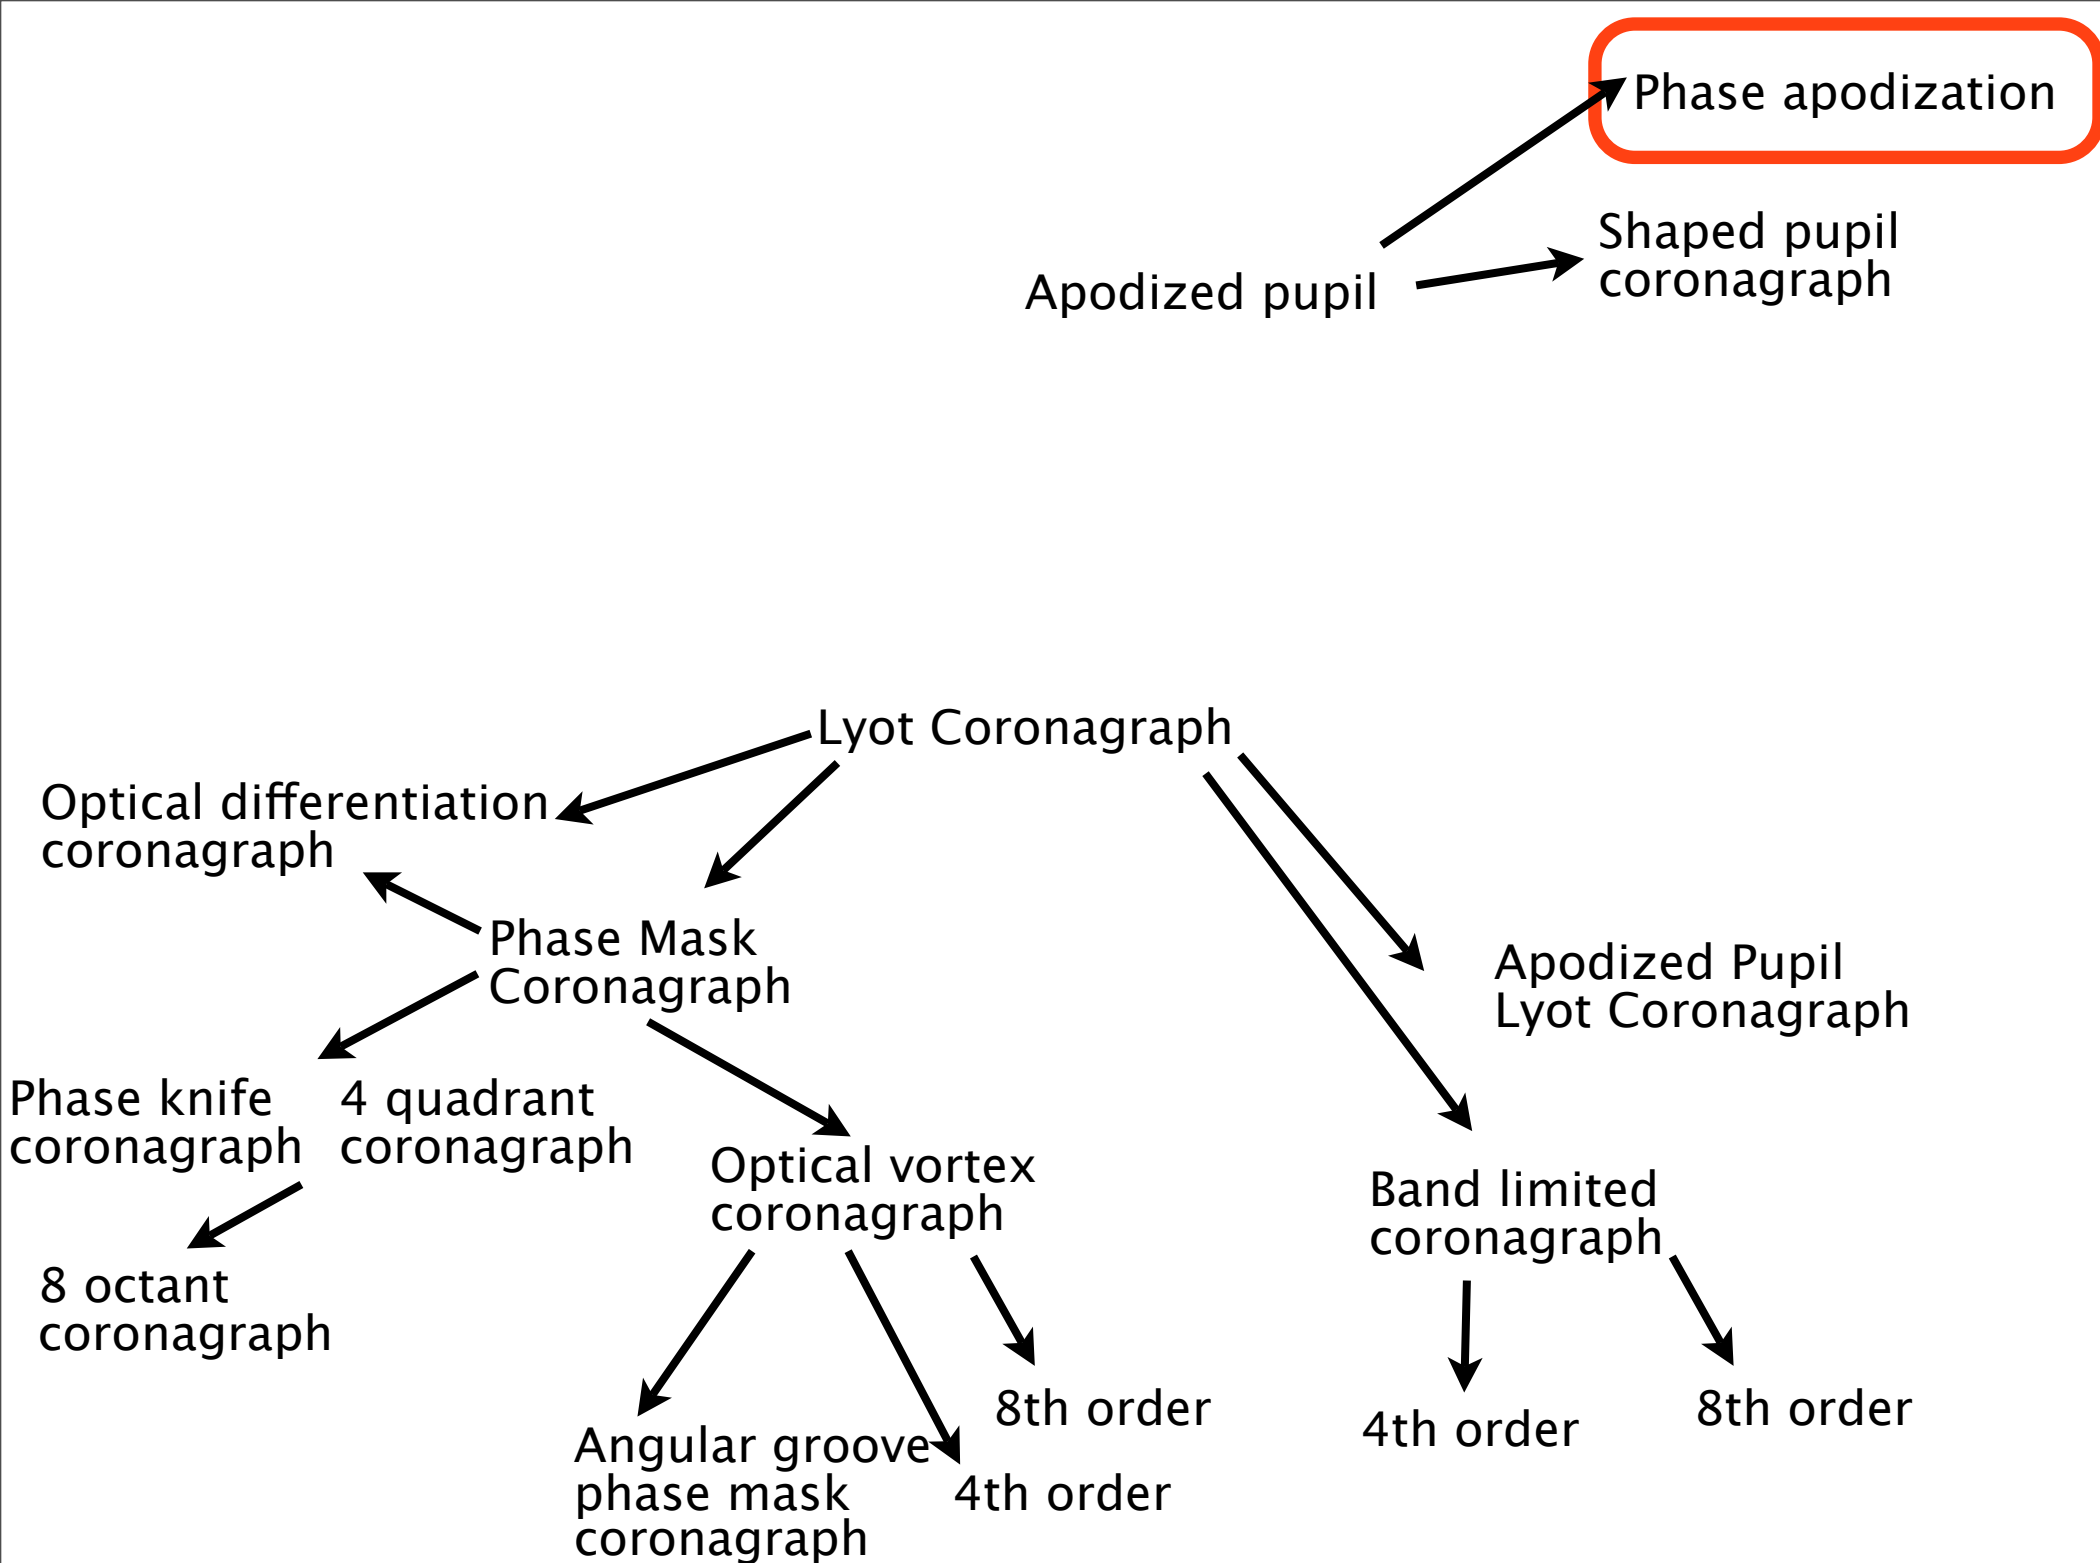 Phase apodization
Shaped pupil
coronagraph
Apodized pupil
Lyot Coronagraph
Optical differentiation
coronagraph
Phase Mask
Coronagraph
Apodized Pupil
Lyot Coronagraph
Phase knife
coronagraph
4 quadrant
coronagraph
Optical vortex
coronagraph
Band limited
coronagraph
8 octant
coronagraph
8th order
4th order
8th order
Angular groove
phase mask
coronagraph
4th order